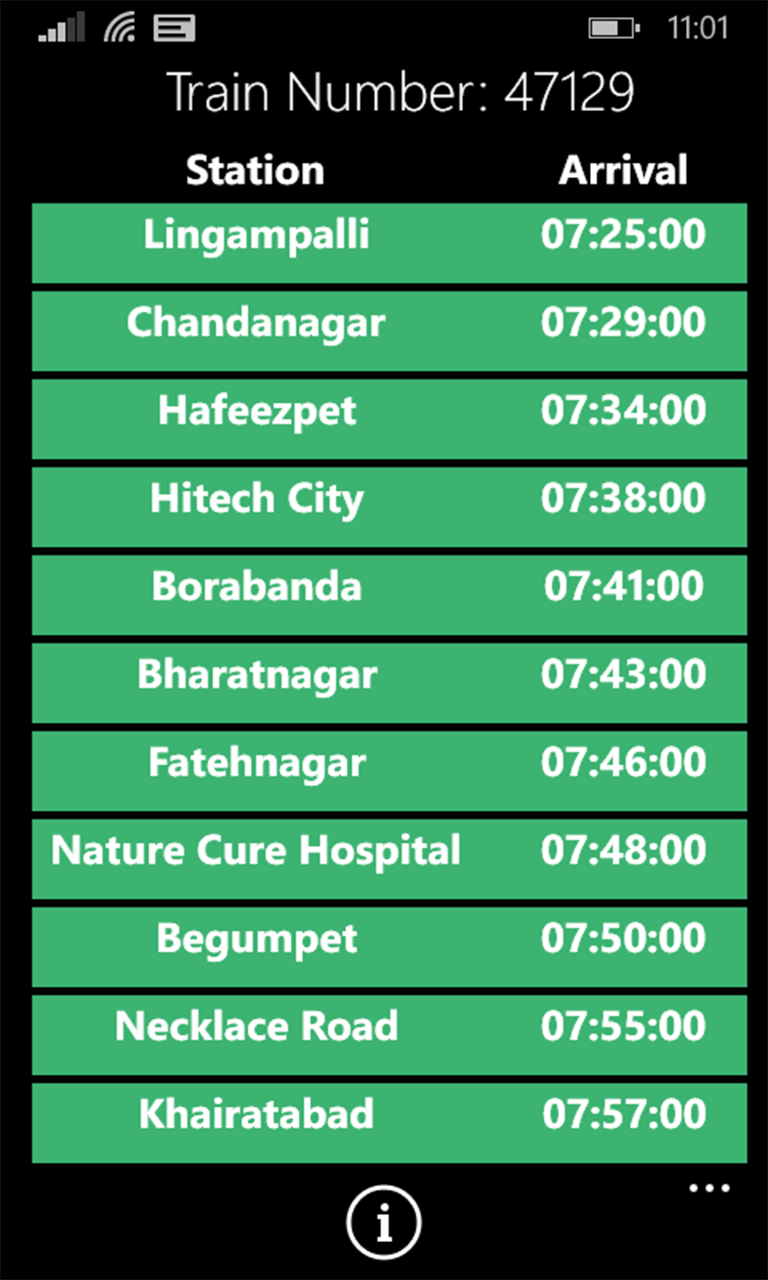 11:01
Train Number: 47129
Station Arrival
Lingampalli 07:25:00
Chandanagar 07:29:00
Hafeezpet 07:34:00
Hitech City 07:38:00
Borabanda 07:41:00
Bharatnagar 07:43:00
Fatehnagar 07:46:00
Nature Cure Hospital 07:48:00
Begumpet 07:50:00
Necklace Road 07:55:00
Khairatabad 07:57:00